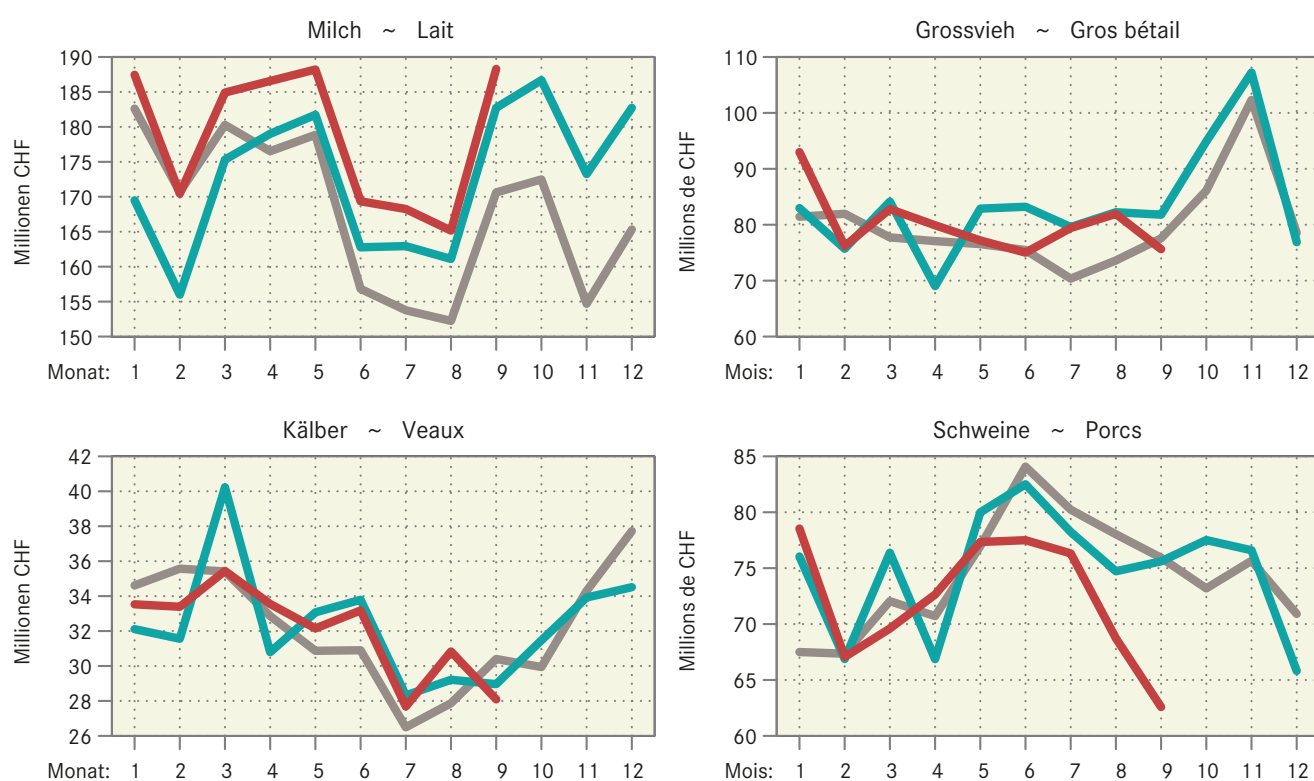 Milch ~ Lait
Millionen CHF
190
185
180
175
170
165
160
155
150
Monat: 1 2 3 4 5 6 7 8 9 10 11 12
Grossvieh ~ Gros bétail
Millions de CHF
110
100
90
80
70
60
Mois: 1 2 3 4 5 6 7 8 9 10 11 12
Kälber ~ Veaux
Millionen CHF
42
40
38
36
34
32
30
28
26
Monat: 1 2 3 4 5 6 7 8 9 10 11 12
Schweine ~ Porcs
Millions de CHF
85
80
75
70
65
60
Mois: 1 2 3 4 5 6 7 8 9 10 11 12